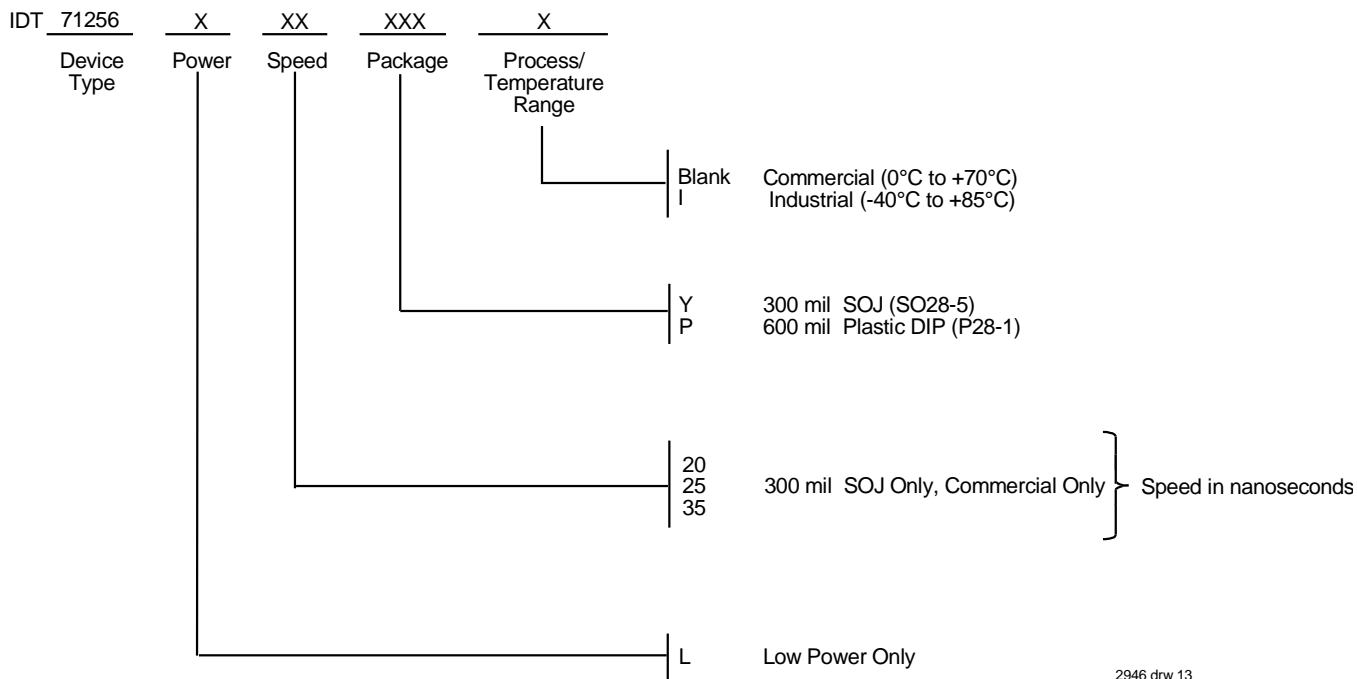 IDT 71256 X XX XXX X
Device Type Power Speed Package Process/ Temperature Range
Blank Commercial (0°C to +70°C)
I Industrial (-40°C to +85°C)
Y 300 mil SOJ (SO28-5)
P 600 mil Plastic DIP (P28-1)
20
25 300 mil SOJ Only, Commercial Only Speed in nanoseconds
35
L Low Power Only
2946 drw 13